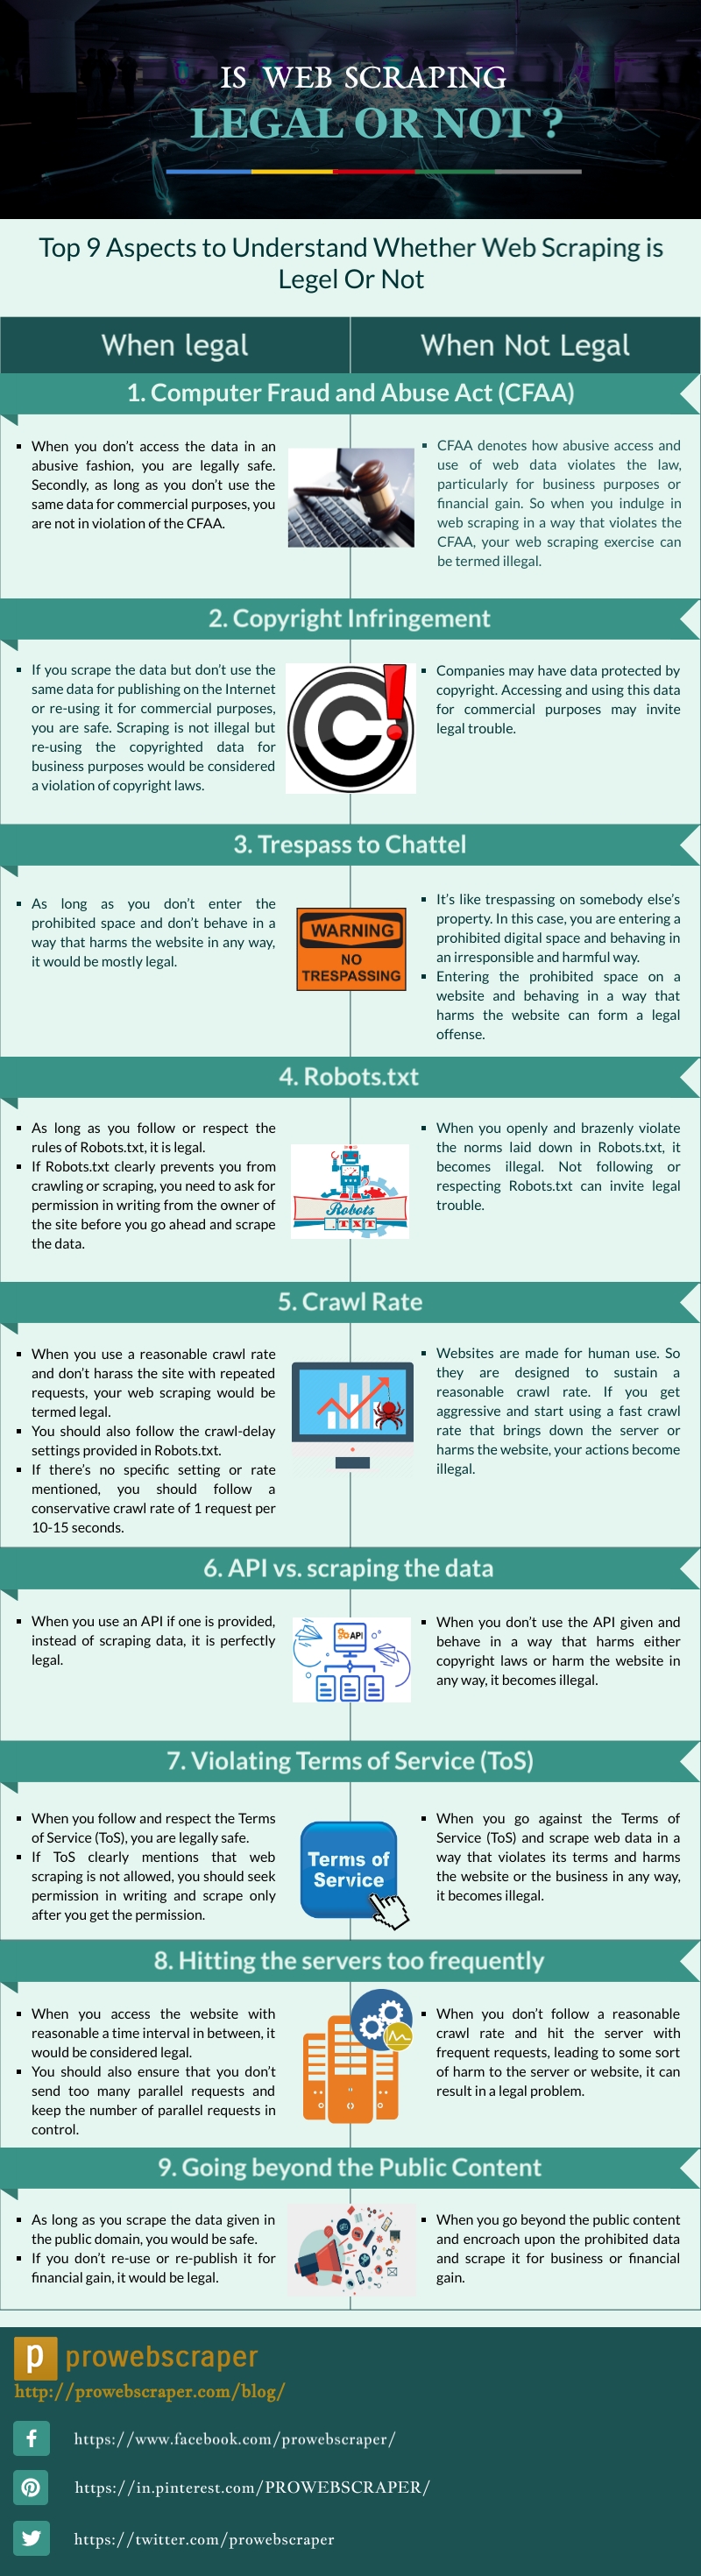 IS WEB SCRAPING
LEGAL OR NOT ?
Top 9 Aspects to Understand Whether Web Scraping is
Legel Or Not
When legal
When Not Legal
1. Computer Fraud and Abuse Act (CFAA)
▪ When you don’t access the data in an
abusive fashion, you are legally safe.
Secondly, as long as you don’t use the
same data for commercial purposes, you
are not in violation of the CFAA.
▪ CFAA denotes how abusive access and
use of web data violates the law,
particularly for business purposes or
financial gain. So when you indulge in
web scraping in a way that violates the
CFAA, your web scraping exercise can
be termed illegal.
2. Copyright Infringement
▪ If you scrape the data but don’t use the
same data for publishing on the Internet
or re-using it for commercial purposes,
you are safe. Scraping is not illegal but
re-using the copyrighted data for
business purposes would be considered
a violation of copyright laws.
C!
▪ Companies may have data protected by
copyright. Accessing and using this data
for commercial purposes may invite
legal trouble.
3. Trespass to Chattel
▪ As long as you don’t enter the
prohibited space and don’t behave in a
way that harms the website in any way,
it would be mostly legal.
WARNING
NO
TRESPASSING
▪ It’s like trespassing on somebody else’s
property. In this case, you are entering a
prohibited digital space and behaving in
an irresponsible and harmful way.
▪ Entering the prohibited space on a
website and behaving in a way that
harms the website can form a legal
offense.
4. Robots.txt
▪ As long as you follow or respect the
rules of Robots.txt, it is legal.
▪ If Robots.txt clearly prevents you from
crawling or scraping, you need to ask for
permission in writing from the owner of
the site before you go ahead and scrape
the data.
Robots
.TXT
▪ When you openly and brazenly violate
the norms laid down in Robots.txt, it
becomes illegal. Not following or
respecting Robots.txt can invite legal
trouble.
5. Crawl Rate
▪ When you use a reasonable crawl rate
and don’t harass the site with repeated
requests, your web scraping would be
termed legal.
▪ You should also follow the crawl-delay
settings provided in Robots.txt.
▪ If there’s no specific setting or rate
mentioned, you should follow a
conservative crawl rate of 1 request per
10-15 seconds.
▪ Websites are made for human use. So
they are designed to sustain a
reasonable crawl rate. If you get
aggressive and start using a fast crawl
rate that brings down the server or
harms the website, your actions become
illegal.
6. API vs. scraping the data
▪ When you use an API if one is provided,
instead of scraping data, it is perfectly
legal.
API
▪ When you don’t use the API given and
behave in a way that harms either
copyright laws or harm the website in
any way, it becomes illegal.
7. Violating Terms of Service (ToS)
▪ When you follow and respect the Terms
of Service (ToS), you are legally safe.
▪ If ToS clearly mentions that web
scraping is not allowed, you should seek
permission in writing and scrape only
after you get the permission.
Terms of
Service
▪ When you go against the Terms of
Service (ToS) and scrape web data in a
way that violates its terms and harms
the website or the business in any way,
it becomes illegal.
8. Hitting the servers too frequently
▪ When you access the website with
reasonable a time interval in between, it
would be considered legal.
▪ You should also ensure that you don’t
send too many parallel requests and
keep the number of parallel requests in
control.
▪ When you don’t follow a reasonable
crawl rate and hit the server with
frequent requests, leading to some sort
of harm to the server or website, it can
result in a legal problem.
9. Going beyond the Public Content
▪ As long as you scrape the data given in
the public domain, you would be safe.
▪ If you don’t re-use or re-publish it for
financial gain, it would be legal.
▪ When you go beyond the public content
and encroach upon the prohibited data
and scrape it for business or financial
gain.
p prowebscraper
http://prowebscraper.com/blog/
https://www.facebook.com/prowebscraper/
https://in.pinterest.com/PROWEBSCRAPER/
https://twitter.com/prowebscraper